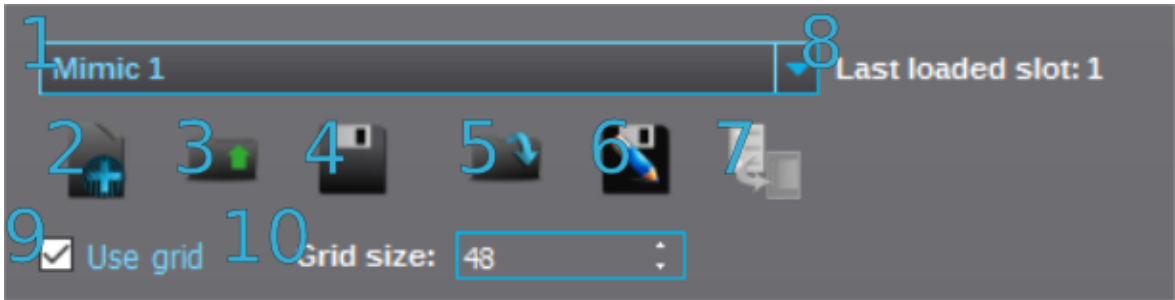 1 8
Mimic 1 Last loaded slot: 1
2 3 4 5 6 7
9 10
Use grid Grid size: 48